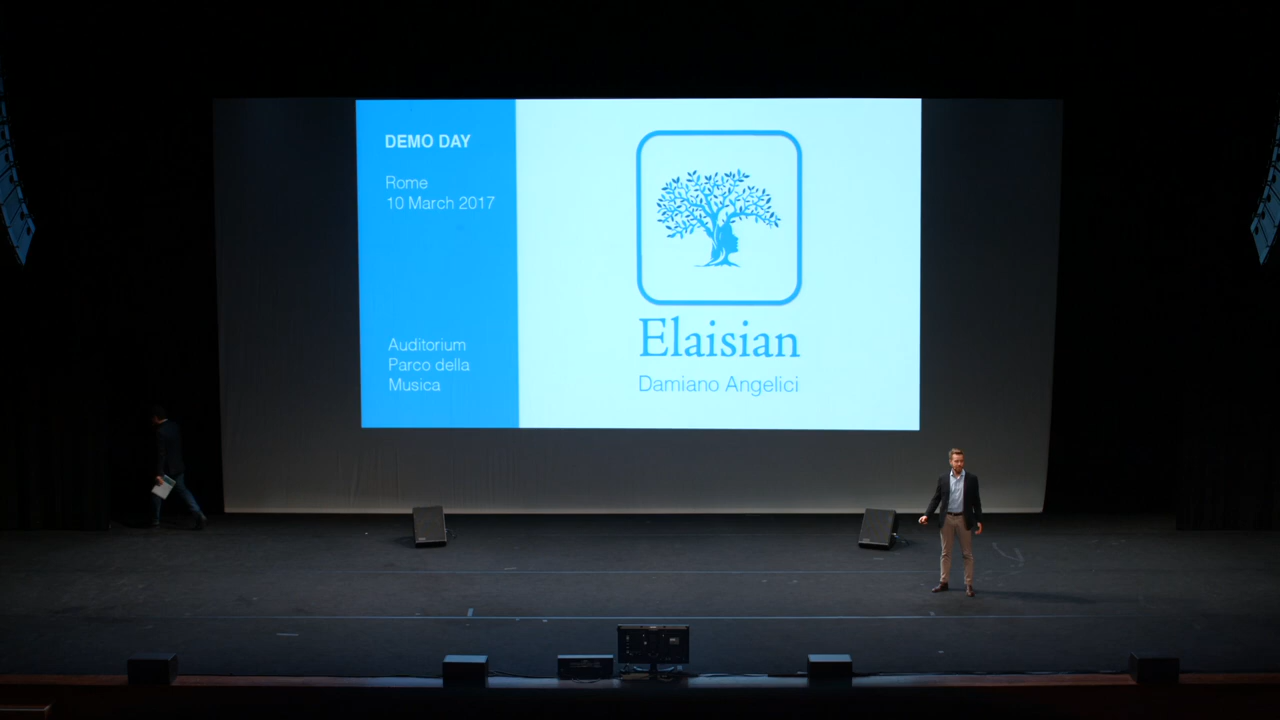 DEMO DAY
Rome
10 March 2017
Auditorium
Parco della
Musica
Elaisian
Damiano Angelici